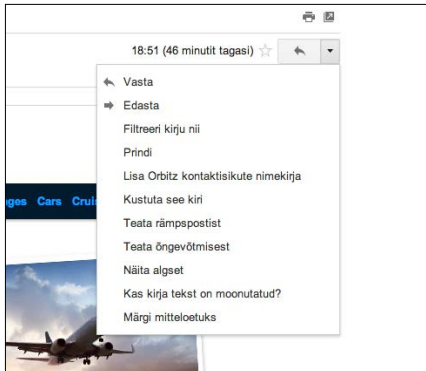 18:51 (46 minutit tagasi)
Vasta
Edasta
Filtreeri kirju nii
Prindi
Lisa Orbitz kontaktisikute nimekirja
Kustuta see kiri
Teata rämpspostist
Teata õngevõtmisest
Näita algset
Kas kirja tekst on moonutatud?
Märgi mitteloetuks
Cars